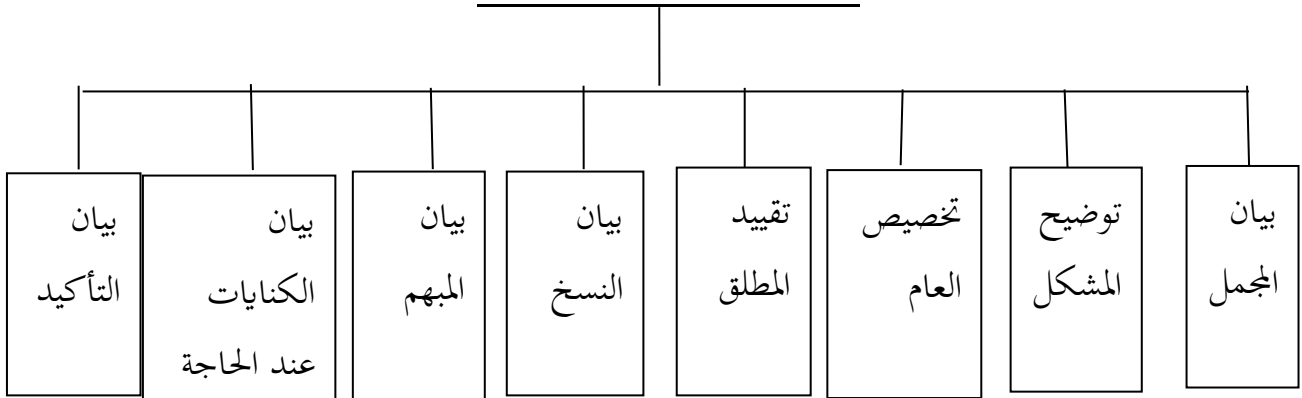 بيان
المجمل
توضيح
المشكل
تخصيص
العام
تقييد
المطلق
بيان
النسخ
بيان
المبهم
بيان
الكنايات
عند الحاجة
بيان
التأكيد